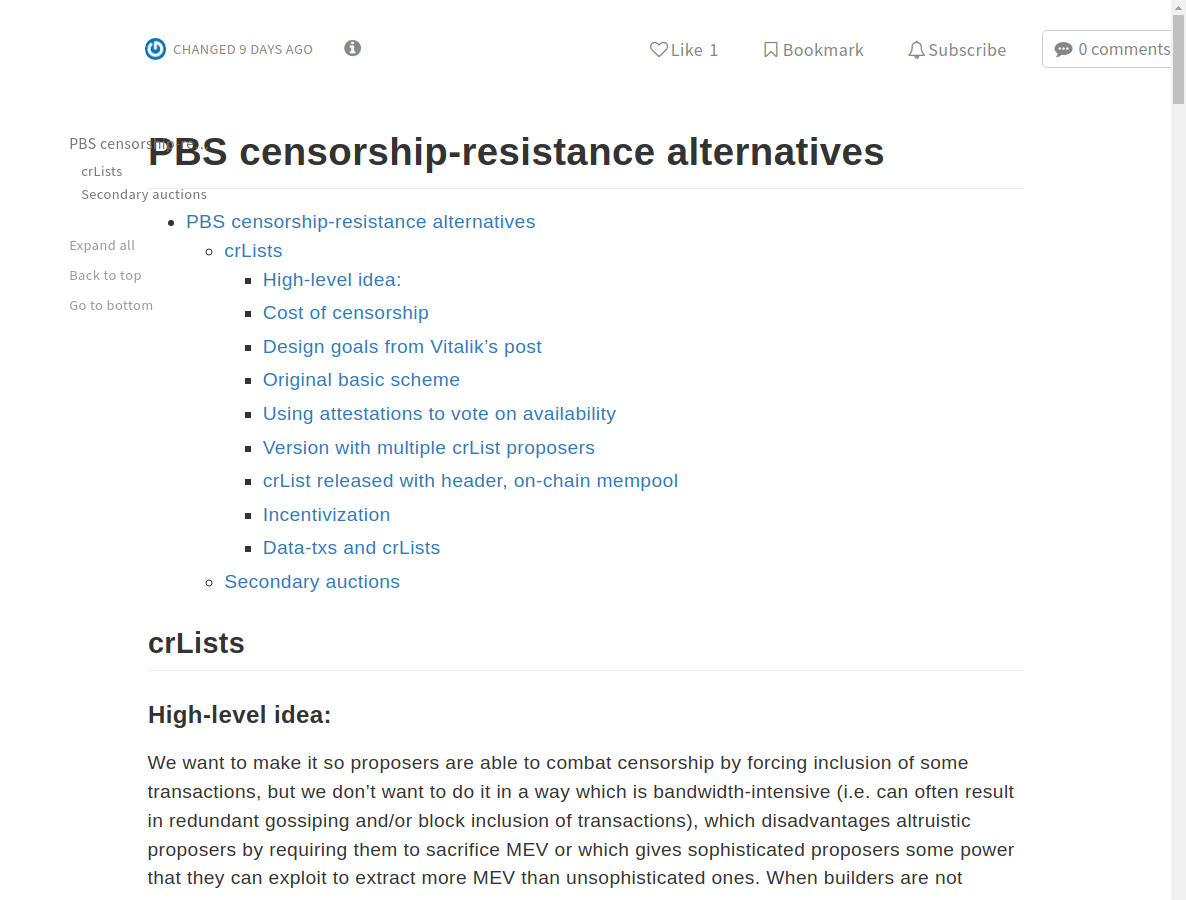 CHANGED 9 DAYS AGO
Like 1
Bookmark
Subscribe
0 comments
PBS censorship-re…
crLists
Secondary auctions
Expand all
Back to top
Go to bottom
PBS censorship-resistance alternatives
PBS censorship-resistance alternatives
crLists
High-level idea:
Cost of censorship
Design goals from Vitalik’s post
Original basic scheme
Using attestations to vote on availability
Version with multiple crList proposers
crList released with header, on-chain mempool
Incentivization
Data-txs and crLists
Secondary auctions
crLists
High-level idea:
We want to make it so proposers are able to combat censorship by forcing inclusion of some
transactions, but we don’t want to do it in a way which is bandwidth-intensive (i.e. can often result
in redundant gossiping and/or block inclusion of transactions), which disadvantages altruistic
proposers by requiring them to sacrifice MEV or which gives sophisticated proposers some power
that they can exploit to extract more MEV than unsophisticated ones. When builders are not